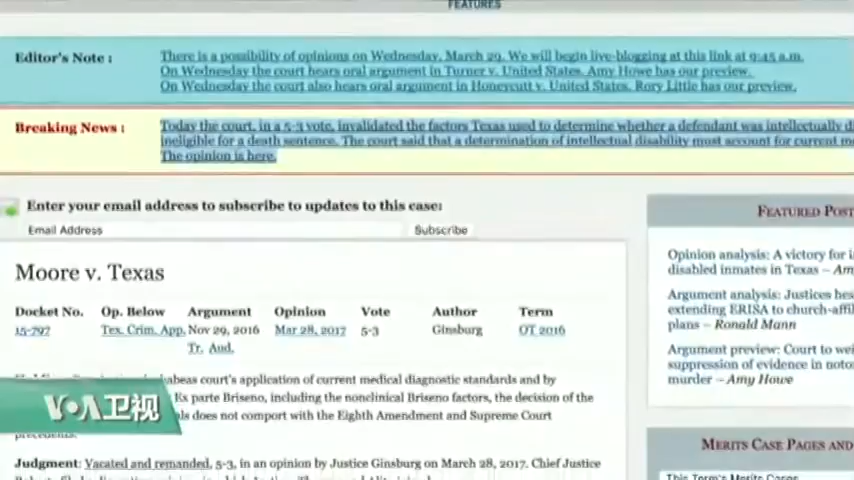 FEATURES
Editor's Note :
There is a possibility of opinions on Wednesday, March 29. We will begin live-blogging at this link at 9:45 a.m.
On Wednesday the court hears oral argument in Turner v. United States. Amy Howe has our preview.
On Wednesday the court also hears oral argument in Honeycutt v. United States. Rory Little has our preview.
Breaking News :
Today the court, in a 5-3 vote, invalidated the factors Texas used to determine whether a defendant was intellectually
ineligible for a death sentence. The court said that a determination of intellectual disability must account for current
The opinion is here.
Enter your email address to subscribe to updates to this case:
Email Address Subscribe
Moore v. Texas
Docket No. Op. Below Argument Opinion Vote Author Term
15-797 Tex. Crim. App. Nov 29, 2016 Mar 28, 2017 5-3 Ginsburg OT 2016
Tr. Aud.
habeas court's application of current medical diagnostic standards and by
Ex parte Briseno, including the nonclinical Briseno factors, the decision of the
does not comport with the Eighth Amendment and Supreme Court
precedents.
Judgment: Vacated and remanded, 5-3, in an opinion by Justice Ginsburg on March 28, 2017. Chief Justice
FEATURED
Opinion analysis: A victory for
disabled inmates in Texas –
Argument analysis: Justices
extending ERISA to
plans – Ronald Mann
Argument preview: Court to
suppression of evidence in
murder – Amy Howe
MERITS CASE PAGES AND
This Term's Merits Cases
VOA卫视